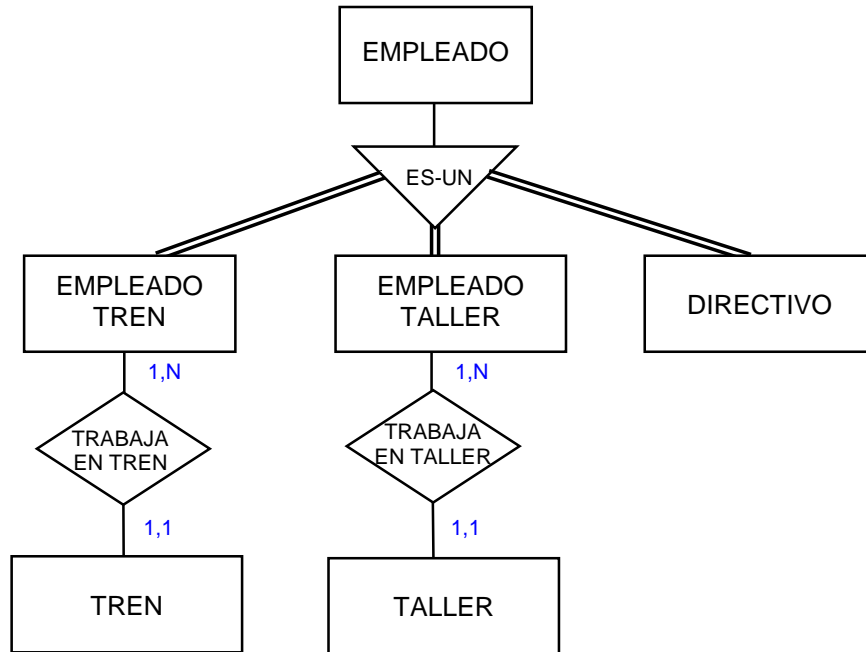 EMPLEADO
ES-UN
EMPLEADO
TREN
EMPLEADO
TALLER
DIRECTIVO
1,N
1,N
TRABAJA
EN TREN
TRABAJA
EN TALLER
1,1
1,1
TREN
TALLER